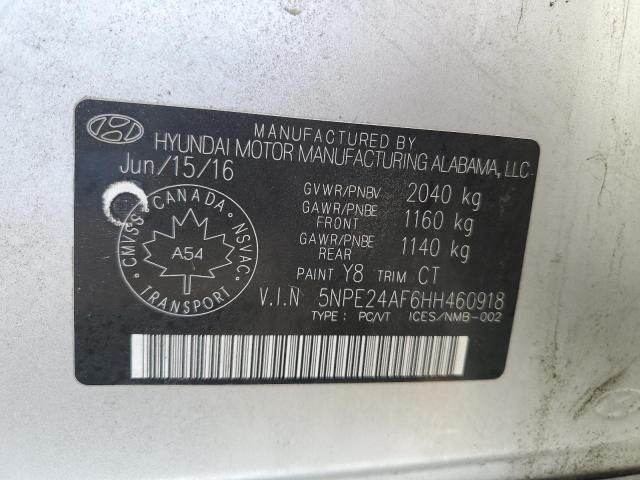 MANUFACTURED BY
HYUNDAI MOTOR MANUFACTURING ALABAMA, LLC
Jun/15/16
GVWR/PNBV 2040 kg
GAWR/PNBE FRONT 1160 kg
GAWR/PNBE REAR 1140 kg
PAINT Y8 TRIM CT
V.I.N 5NPE24AF6HH460918
TYPE : PC/VT ICES/NMB-002
CMVSS CANADA NSVAC
A54
TRANSPORT